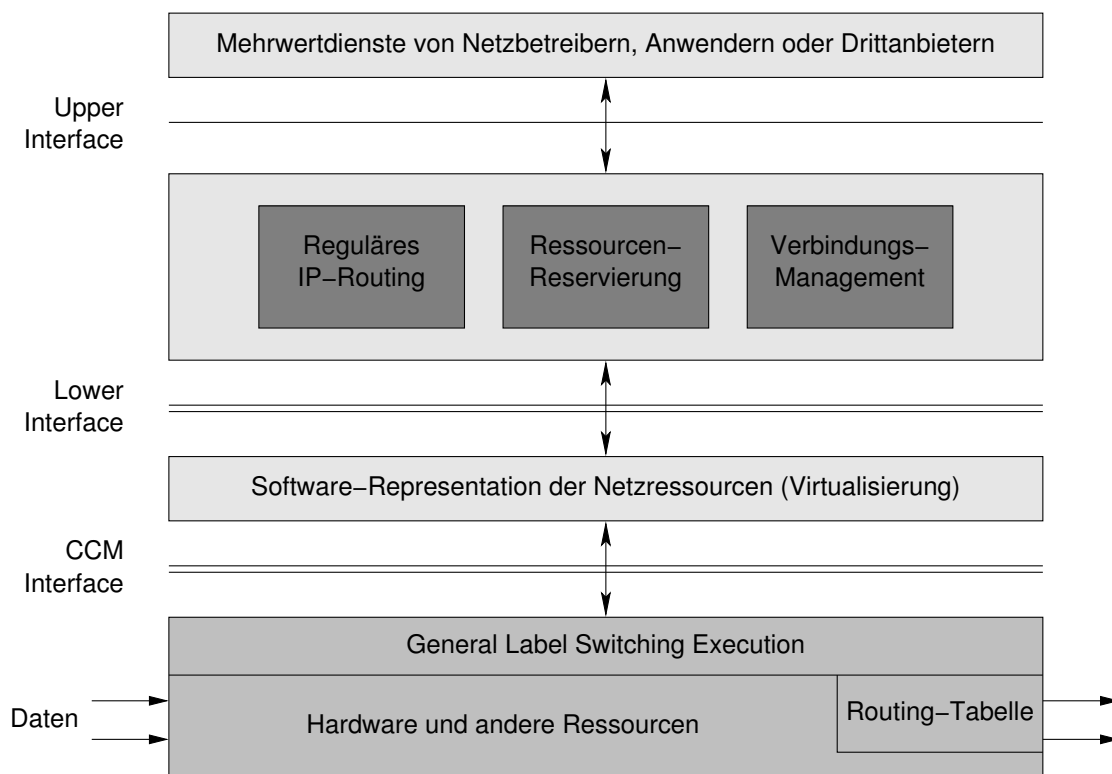 Mehrwertdienste von Netzbetreibern, Anwendern oder Drittanbietern
Upper
Interface
Reguläres
IP−Routing
Ressourcen−
Reservierung
Verbindungs−
Management
Lower
Interface
Software−Representation der Netzressourcen (Virtualisierung)
CCM
Interface
General Label Switching Execution
Daten
Hardware und andere Ressourcen
Routing−Tabelle